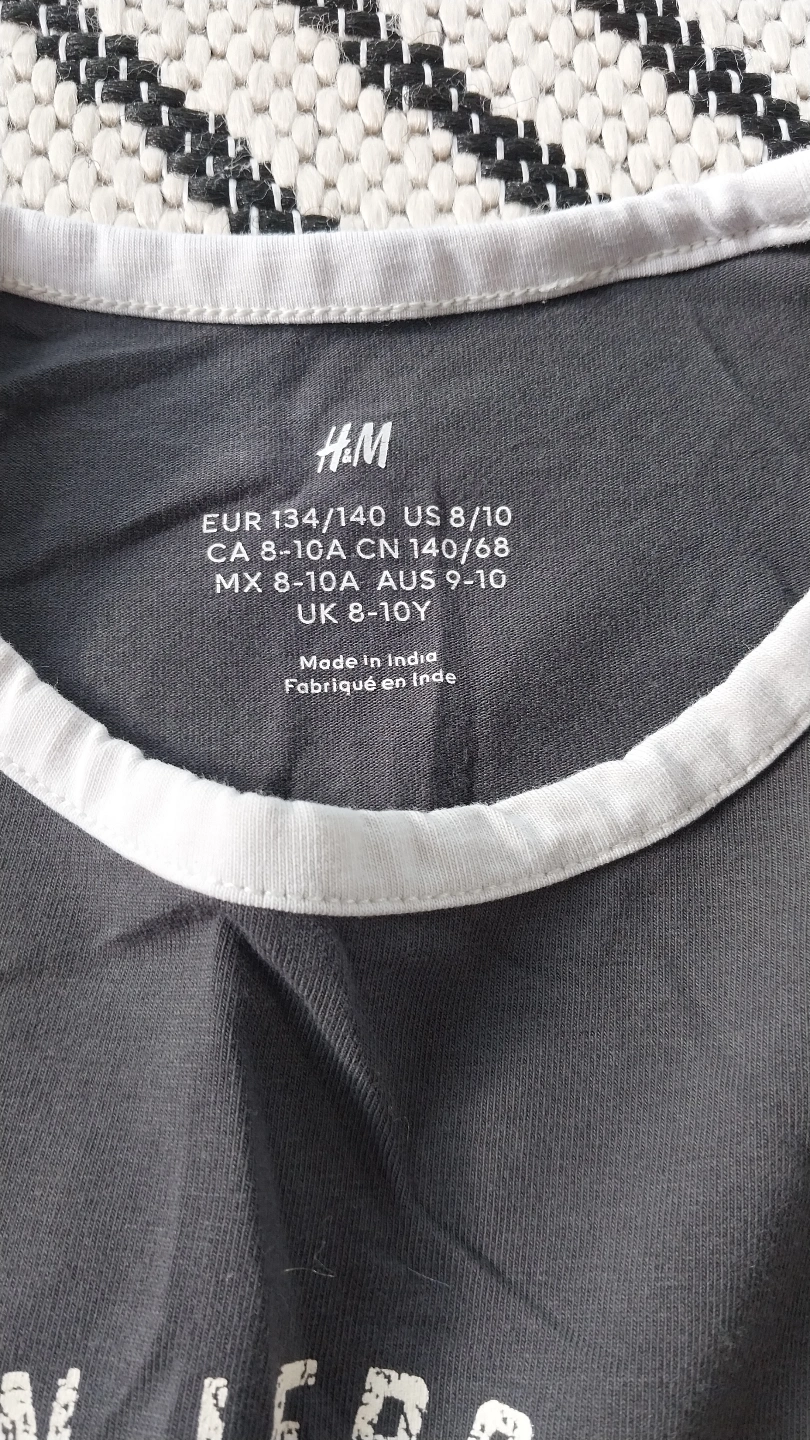 H&M
EUR 134/140 US 8/10
CA 8-10A CN 140/68
MX 8-10A AUS 9-10
UK 8-10Y
Made in India
Fabriqué en Inde